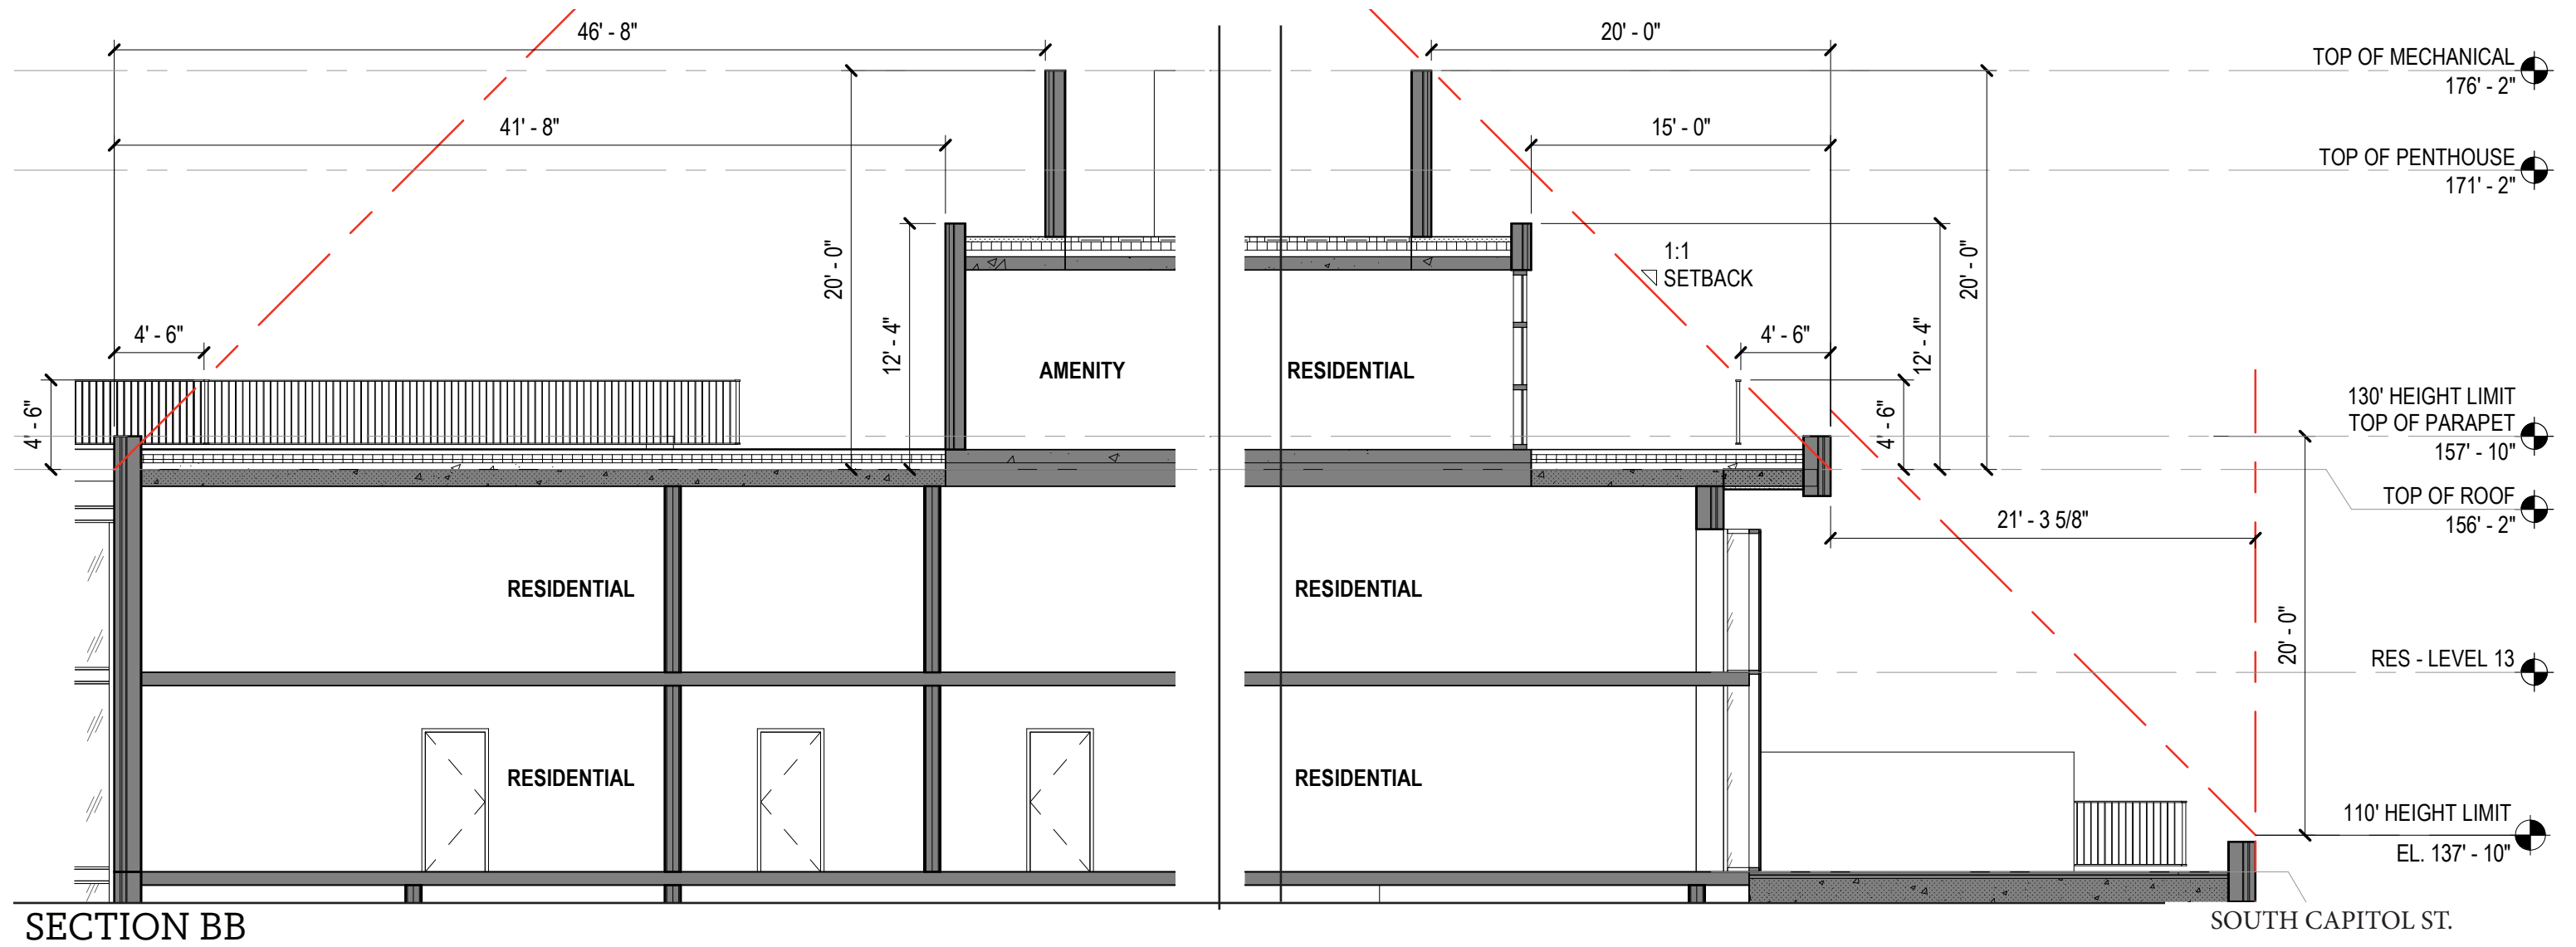 46' - 8"
20' - 0"
TOP OF MECHANICAL
176' - 2"
41' - 8"
15' - 0"
TOP OF PENTHOUSE
171' - 2"
20' - 0"
12' - 4"
1:1
SETBACK
20' - 0"
12' - 4"
4' - 6"
4' - 6"
4' - 6"
4' - 6"
AMENITY
RESIDENTIAL
130' HEIGHT LIMIT
TOP OF PARAPET
157' - 10"
TOP OF ROOF
156' - 2"
21' - 3 5/8"
RESIDENTIAL
RESIDENTIAL
20' - 0"
RES - LEVEL 13
RESIDENTIAL
RESIDENTIAL
110' HEIGHT LIMIT
EL. 137' - 10"
SECTION BB
SOUTH CAPITOL ST.